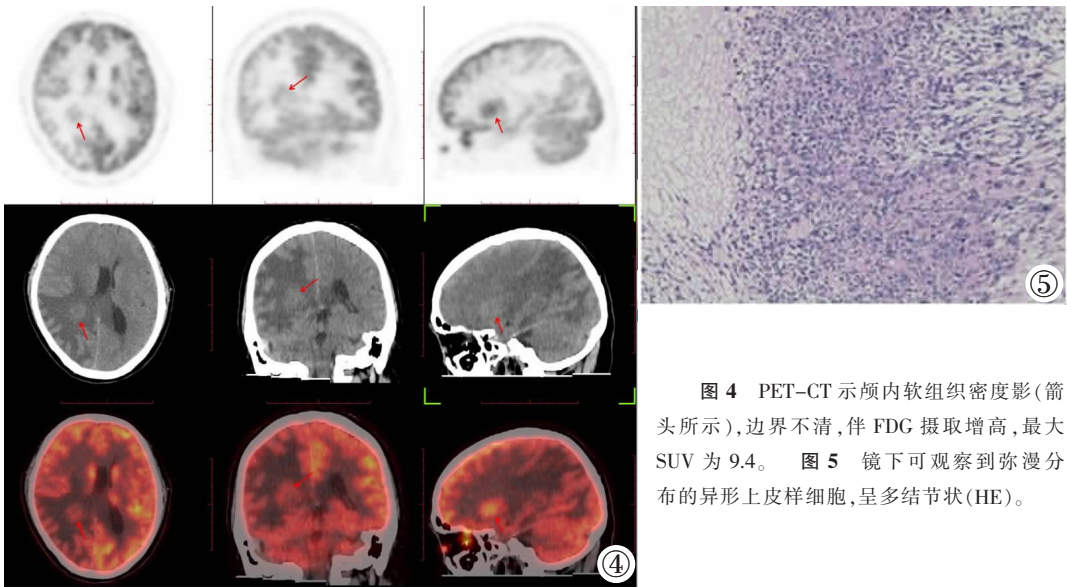 ④
⑤
图 4 PET-CT 示颅内软组织密度影(箭
头所示),边界不清,伴 FDG 摄取增高,最大
SUV 为 9.4。 图 5 镜下可观察到弥漫分
布的异形上皮样细胞,呈多结节状(HE)。